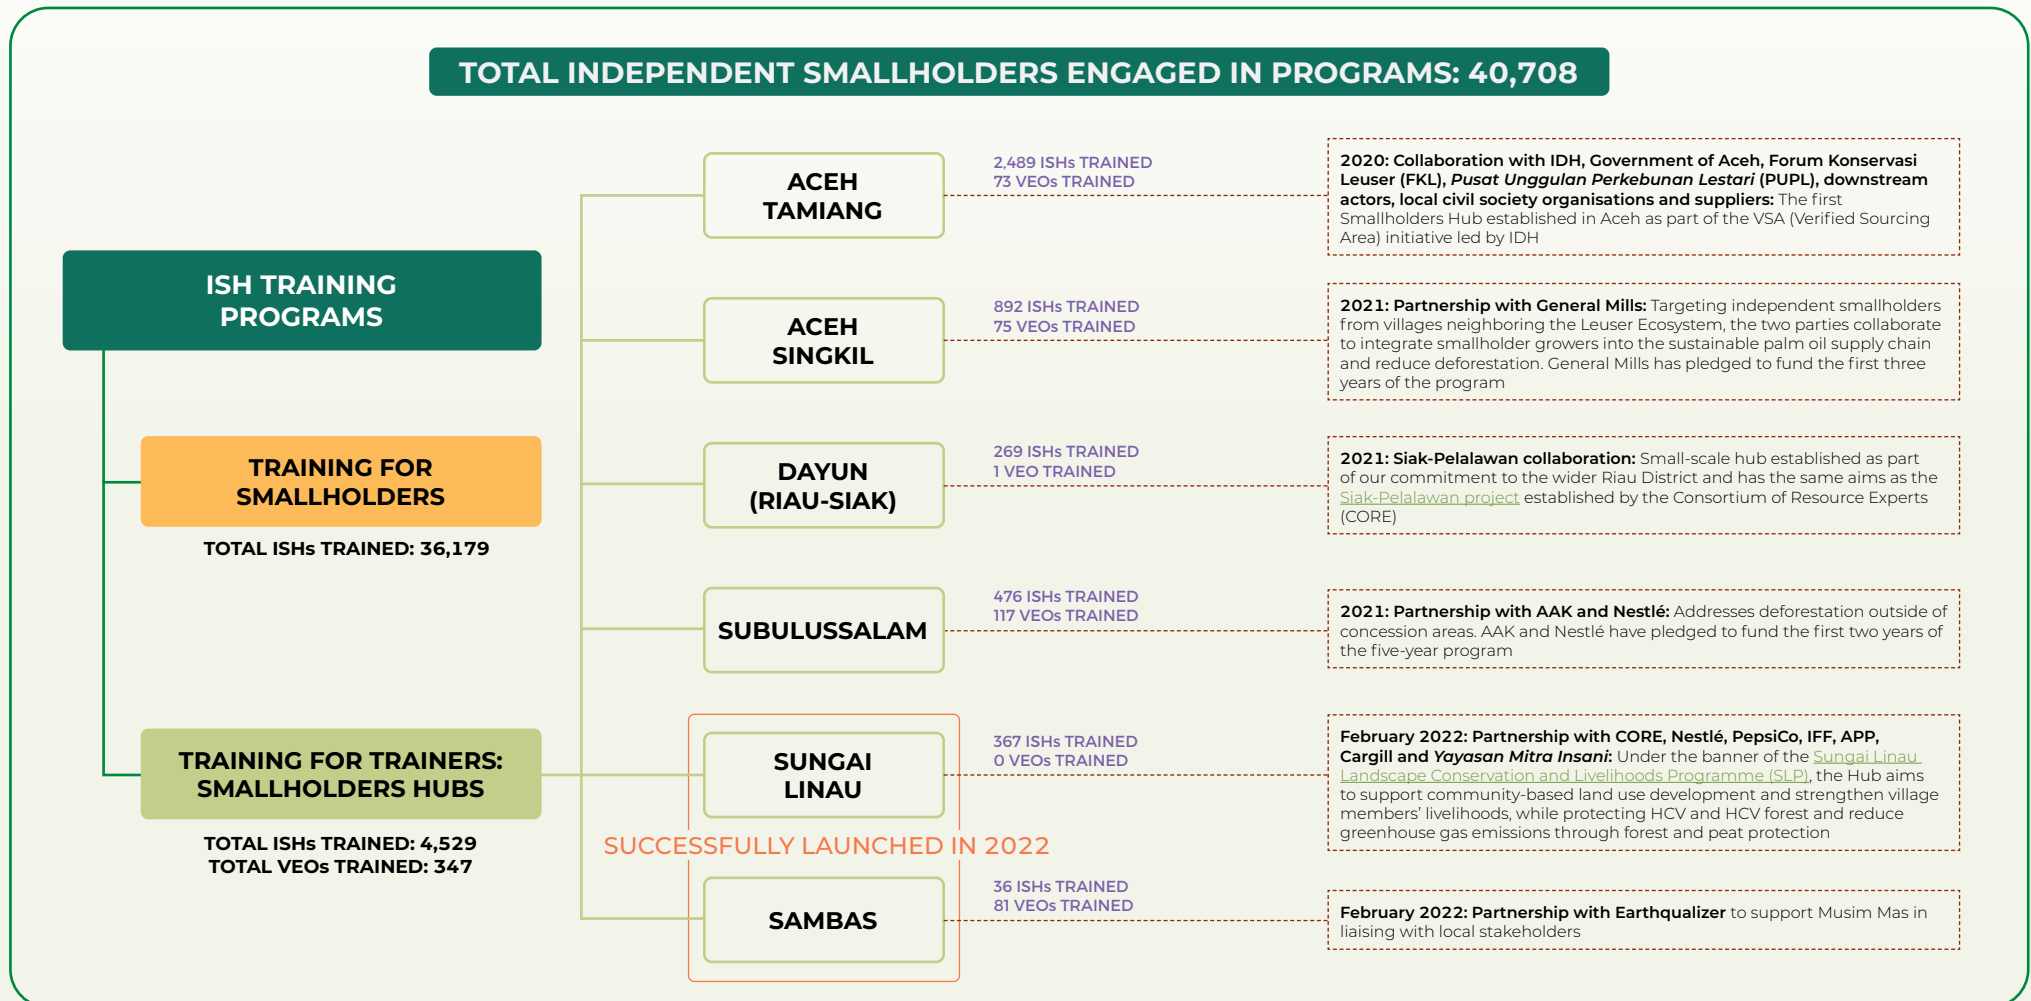 TOTAL INDEPENDENT SMALLHOLDERS ENGAGED IN PROGRAMS: 40,708
ISH TRAINING
PROGRAMS
TRAINING FOR
SMALLHOLDERS
TOTAL ISHs TRAINED: 36,179
TRAINING FOR TRAINERS:
SMALLHOLDERS HUBS
TOTAL ISHs TRAINED: 4,529
TOTAL VEOs TRAINED: 347
ACEH
TAMIANG
2,489 ISHs TRAINED
73 VEOs TRAINED
2020: Collaboration with IDH, Government of Aceh, Forum Konservasi
Leuser (FKL), Pusat Unggulan Perkebunan Lestari (PUPL), downstream
actors, local civil society organisations and suppliers: The first
Smallholders Hub established in Aceh as part of the VSA (Verified Sourcing
Area) initiative led by IDH
ACEH
SINGKIL
892 ISHs TRAINED
75 VEOs TRAINED
2021: Partnership with General Mills: Targeting independent smallholders
from villages neighboring the Leuser Ecosystem, the two parties collaborate
to integrate smallholder growers into the sustainable palm oil supply chain
and reduce deforestation. General Mills has pledged to fund the first three
years of the program
DAYUN
(RIAU-SIAK)
269 ISHs TRAINED
1 VEO TRAINED
2021: Siak-Pelalawan collaboration: Small-scale hub established as part
of our commitment to the wider Riau District and has the same aims as the
Siak-Pelalawan project established by the Consortium of Resource Experts
(CORE)
SUBULUSSALAM
476 ISHs TRAINED
117 VEOs TRAINED
2021: Partnership with AAK and Nestlé: Addresses deforestation outside of
concession areas. AAK and Nestlé have pledged to fund the first two years of
the five-year program
SUNGAI
LINAU
367 ISHs TRAINED
0 VEOs TRAINED
February 2022: Partnership with CORE, Nestlé, PepsiCo, IFF, APP,
Cargill and Yayasan Mitra Insani: Under the banner of the Sungai Linau
Landscape Conservation and Livelihoods Programme (SLP), the Hub aims
to support community-based land use development and strengthen village
members' livelihoods, while protecting HCV and HCV forest and reduce
greenhouse gas emissions through forest and peat protection
SUCCESSFULLY LAUNCHED IN 2022
SAMBAS
36 ISHs TRAINED
81 VEOs TRAINED
February 2022: Partnership with Earthqualizer to support Musim Mas in
liaising with local stakeholders